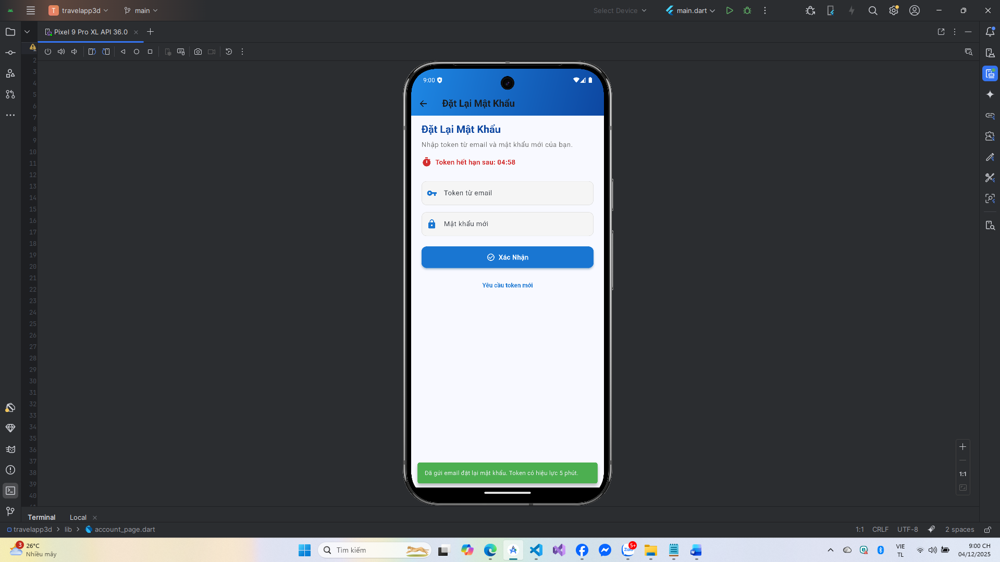 T travelapp3d
main
Select Device
main.dart
Pixel 9 Pro XL API 36.0
2
3
4
5
6
7
8
9
10
11
12
13
14
15
16
17
18
19
20
21
22
23
24
25
26
27
28
29
30
31
32
33
34
35
36
37
38
39
40
9:00
Đặt Lại Mật Khẩu
Đặt Lại Mật Khẩu
Nhập token từ email và mật khẩu mới của bạn.
Token hết hạn sau: 04:58
Token từ email
Mật khẩu mới
Xác Nhận
Yêu cầu token mới
Đã gửi email đặt lại mật khẩu. Token có hiệu lực 5 phút.
1:1
Terminal
Local
travelapp3d > lib > account_page.dart
1:1
CRLF
UTF-8
2 spaces
3
26°C
Nhiều mây
Tìm kiếm
Zalo
5+
VIE
TL
9:00 CH
04/12/2025